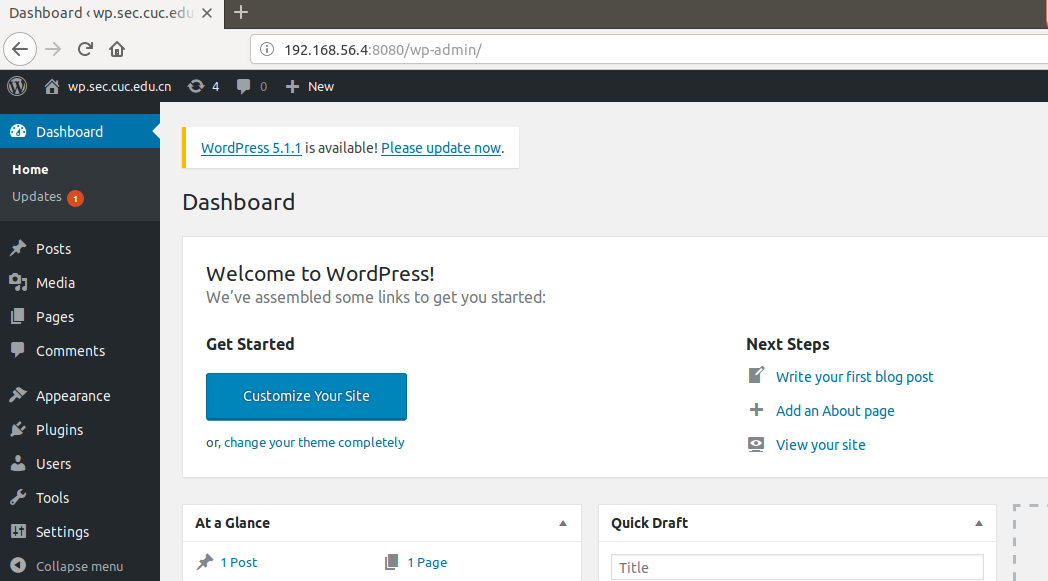 Dashboard ‹ wp.sec.cuc.edu
192.168.56.4:8080/wp-admin/
wp.sec.cuc.edu.cn 4 0 New
Dashboard
Home
Updates 1
Posts
Media
Pages
Comments
Appearance
Plugins
Users
Tools
Settings
Collapse menu
WordPress 5.1.1 is available! Please update now.
Dashboard
Welcome to WordPress!
We’ve assembled some links to get you started:
Get Started
Customize Your Site
or, change your theme completely
Next Steps
Write your first blog post
Add an About page
View your site
At a Glance
1 Post
1 Page
Quick Draft
Title